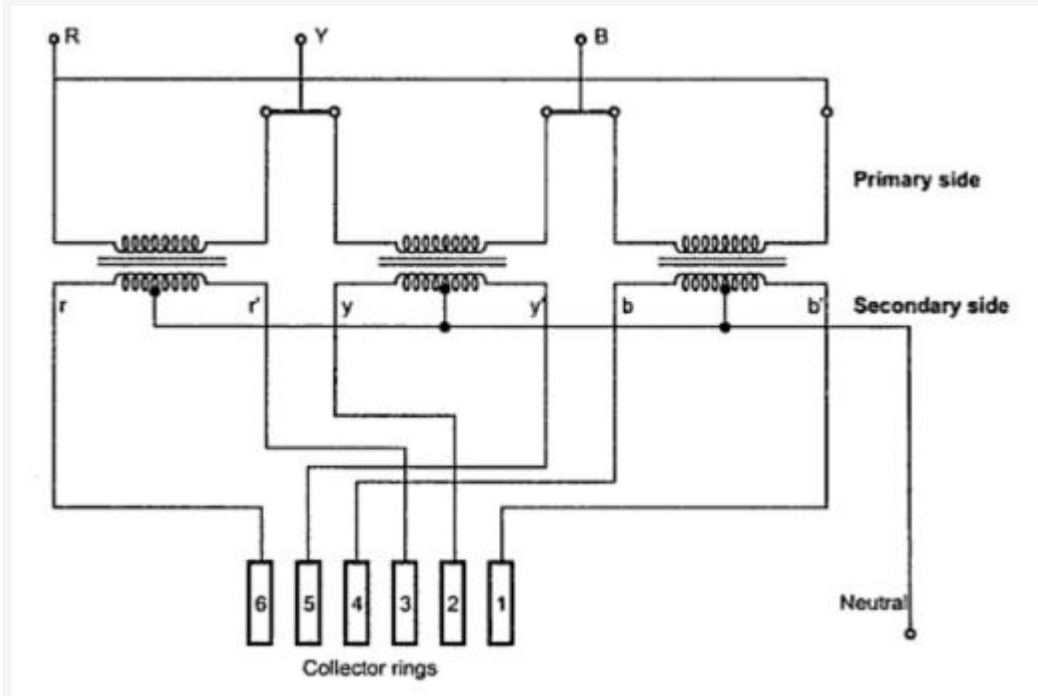 R Y B
Primary side
r r' y y' b b' Secondary side
6 5 4 3 2 1
Neutral
Collector rings